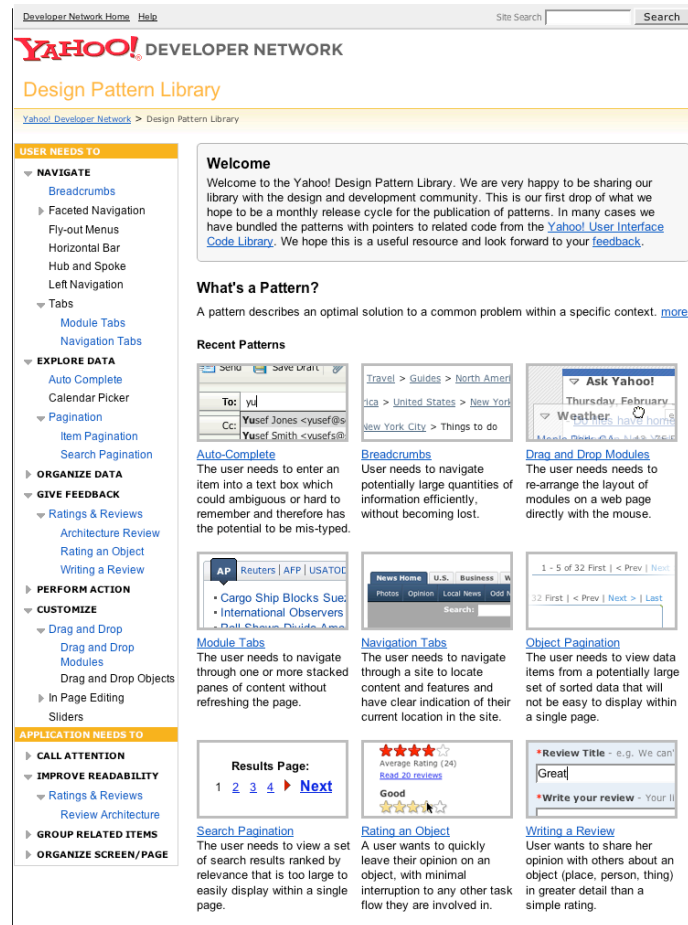 Developer Network Home Help
Site Search Search
YAHOO! DEVELOPER NETWORK
Design Pattern Library
Yahoo! Developer Network > Design Pattern Library
USER NEEDS TO
NAVIGATE
Breadcrumbs
Faceted Navigation
Fly-out Menus
Horizontal Bar
Hub and Spoke
Left Navigation
Tabs
Module Tabs
Navigation Tabs
EXPLORE DATA
Auto Complete
Calendar Picker
Pagination
Item Pagination
Search Pagination
ORGANIZE DATA
GIVE FEEDBACK
Ratings & Reviews
Architecture Review
Rating an Object
Writing a Review
PERFORM ACTION
CUSTOMIZE
Drag and Drop
Drag and Drop
Modules
Drag and Drop Objects
In Page Editing
Sliders
APPLICATION NEEDS TO
CALL ATTENTION
IMPROVE READABILITY
Ratings & Reviews
Review Architecture
GROUP RELATED ITEMS
ORGANIZE SCREEN/PAGE
Welcome
Welcome to the Yahoo! Design Pattern Library. We are very happy to be sharing our
library with the design and development community. This is our first drop of what we
hope to be a monthly release cycle for the publication of patterns. In many cases we
have bundled the patterns with pointers to related code from the Yahoo! User Interface
Code Library. We hope this is a useful resource and look forward to your feedback.
What's a Pattern?
A pattern describes an optimal solution to a common problem within a specific context. more
Recent Patterns
Send Save Draft
To: yu
Cc: Yusef Jones <yusef@s
Yusef Smith <yusefs@
Auto-Complete
The user needs to enter an
item into a text box which
could ambiguous or hard to
remember and therefore has
the potential to be mis-typed.
Travel > Guides > North Ameri
rica > United States > New York
New York City > Things to do
Breadcrumbs
User needs to navigate
potentially large quantities of
information efficiently,
without becoming lost.
Ask Yahoo!
Thursday, February
Weather
Drag and Drop Modules
The user needs needs to
re-arrange the layout of
modules on a web page
directly with the mouse.
AP Reuters | AFP | USATOD
Cargo Ship Blocks Suez
International Observers
Module Tabs
The user needs to navigate
through one or more stacked
panes of content without
refreshing the page.
News Home U.S. Business W
Photos Opinion Local News Odd N
Search:
Navigation Tabs
The user needs to navigate
through a site to locate
content and features and
have clear indication of their
current location in the site.
1 - 5 of 32 First | < Prev | Next
32 First | < Prev | Next > | Last
Object Pagination
The user needs to view data
items from a potentially large
set of sorted data that will
not be easy to display within
a single page.
Results Page:
1 2 3 4 Next
Search Pagination
The user needs to view a set
of search results ranked by
relevance that is too large to
easily display within a single
page.
Average Rating (24)
Read 20 reviews
Good
Rating an Object
A user wants to quickly
leave their opinion on an
object, with minimal
interruption to any other task
flow they are involved in.
*Review Title - e.g. We can'
Great
*Write your review - Your li
Writing a Review
User wants to share her
opinion with others about an
object (place, person, thing)
in greater detail than a
simple rating.